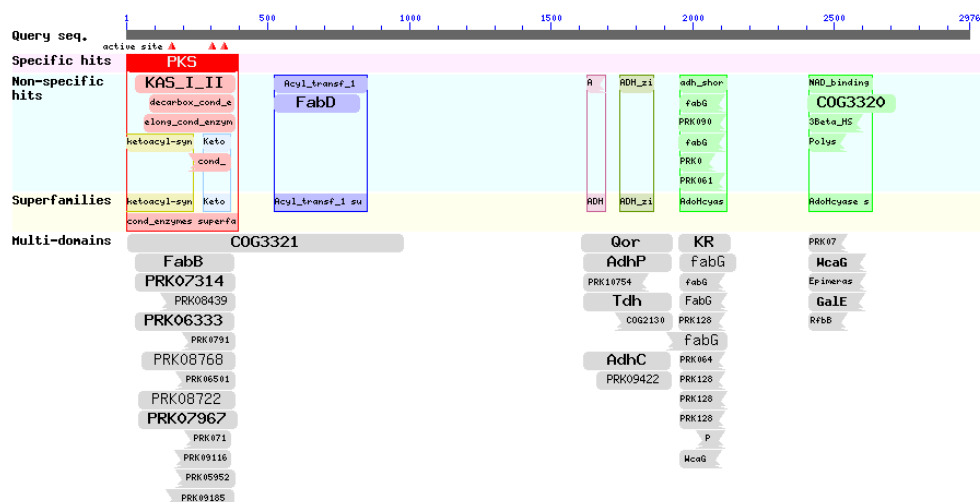 1 500 1000 1500 2000 2500 2976
Query seq.
active site
Specific hits PKS
Non-specific hits KAS_I_II Acyl_transf_1 A ADH_zi adh_shor NAD_binding
decarbox_cond_e FabD fabG COG3320
elong_cond_enzym PRK090 3Beta_HS
ketoacyl-syn Keto fabG Polys
cond_ PRK0
PRK061
Superfamilies ketoacyl-syn Keto Acyl_transf_1 su ADH ADH_zi AdoHcyas AdoHcyase s
cond_enzymes superfa
Multi-domains COG3321 Qor KR PRK07
FabB AdhP fabG WcaG
PRK07314 PRK10754 fabG Epimeras
PRK08439 Tdh FabG GalE
PRK06333 COG2130 PRK128 RfbB
PRK0791 fabG
PRK08768 AdhC PRK064
PRK06501 PRK09422 PRK128
PRK08722 PRK128
PRK07967 PRK128
PRK071 P
PRK09116 WcaG
PRK05952
PRK09185